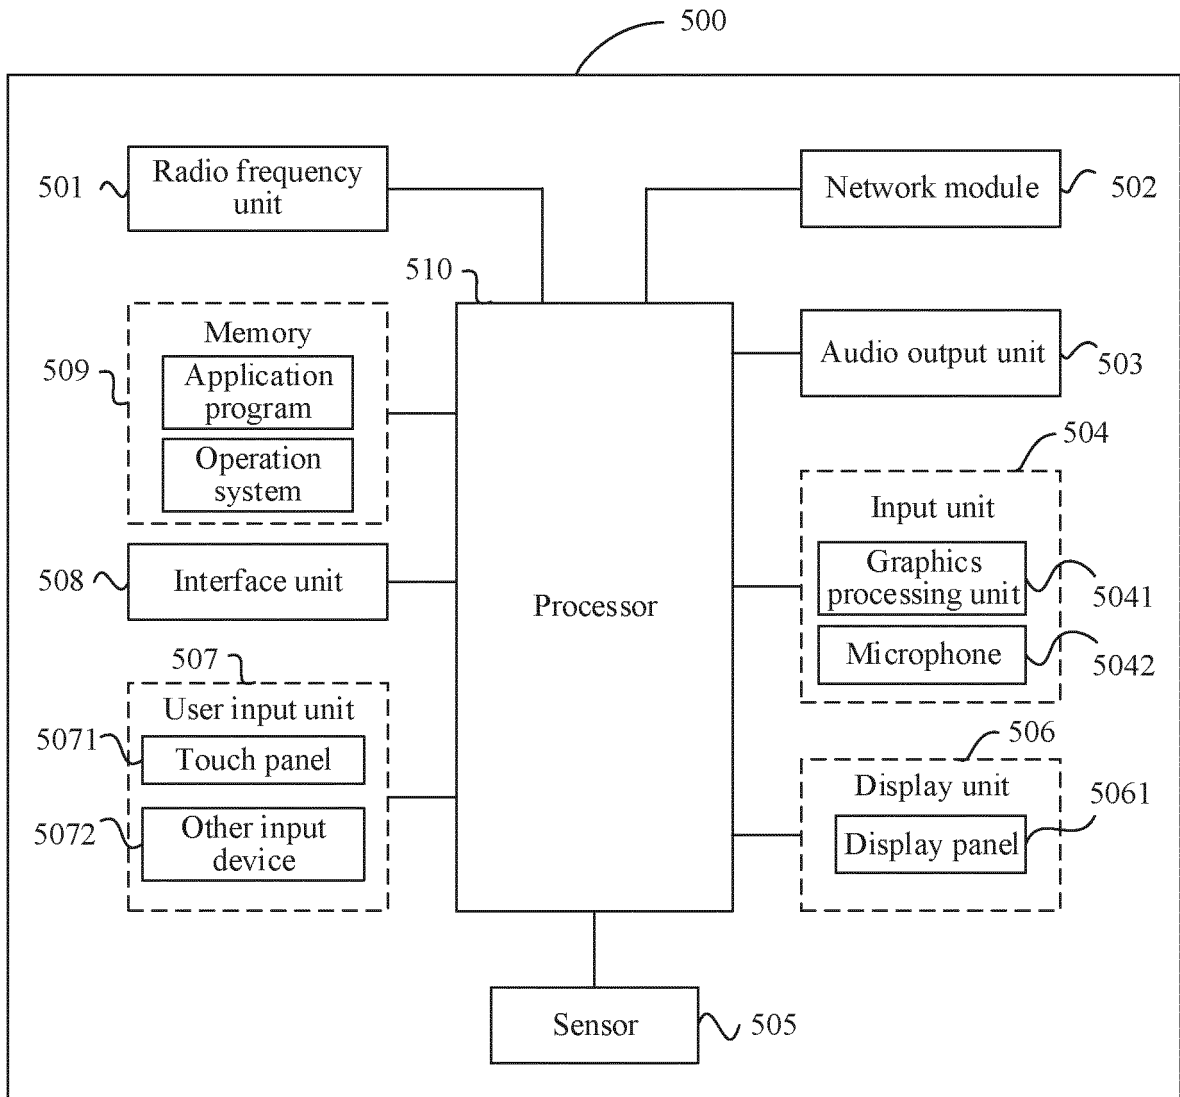 500
501
Radio frequency
unit
Network module
502
510
Memory
Application
program
Operation
system
509
Audio output unit
503
504
Input unit
Graphics
processing unit
5041
Microphone
5042
508
Interface unit
Processor
507
User input unit
5071
Touch panel
5072
Other input
device
506
Display unit
5061
Display panel
Sensor
505